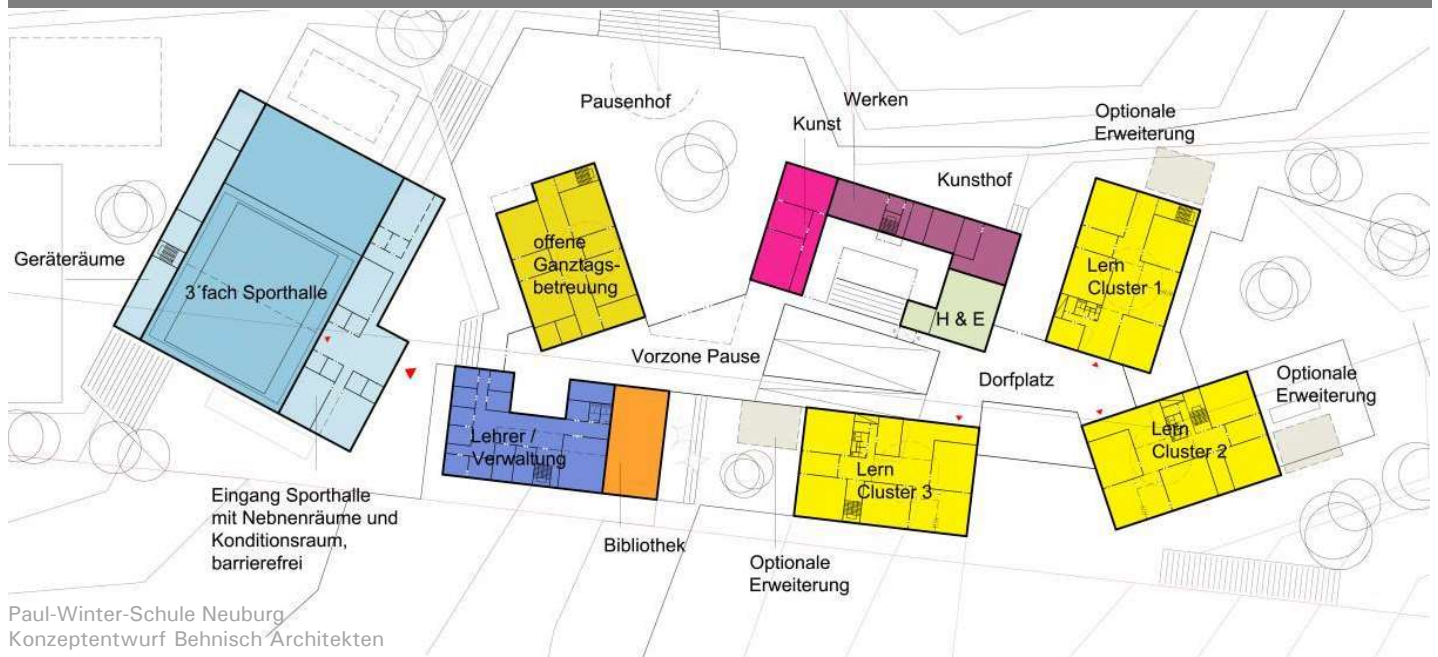 Pausenhof
Werken
Kunst
Optionale
Erweiterung
Kunsthof
Geräteräume
3´fach Sporthalle
offene
Ganztags-
betreuung
Lern
Cluster 1
H & E
Vorzone Pause
Dorfplatz
Optionale
Erweiterung
Lehrer /
Verwaltung
Lern
Cluster 2
Lern
Cluster 3
Eingang Sporthalle
mit Nebnenräume und
Konditionsraum,
barrierefrei
Bibliothek
Optionale
Erweiterung
Paul-Winter-Schule Neuburg
Konzeptentwurf Behnisch Architekten